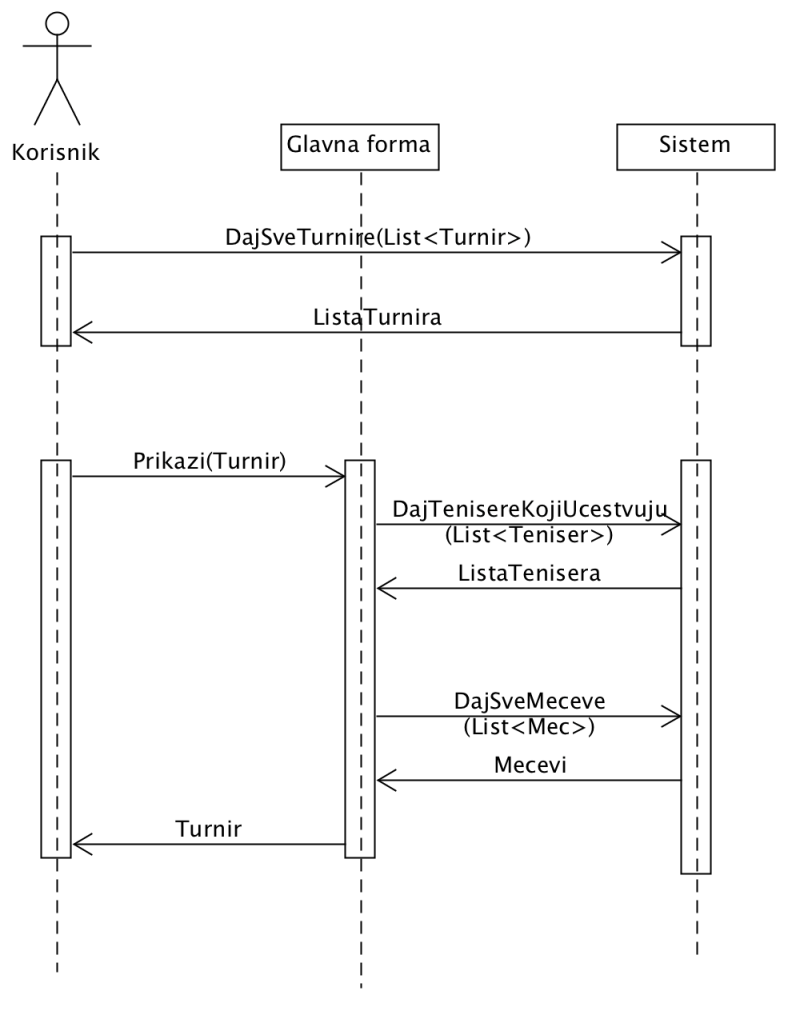 Korisnik
Glavna forma
Sistem
DajSveTurnire(List<Turnir>)
ListaTurnira
Prikazi(Turnir)
DajTenisereKojiUcestvuju
(List<Teniser>)
ListaTenisera
DajSveMeceve
(List<Mec>)
Mecevi
Turnir